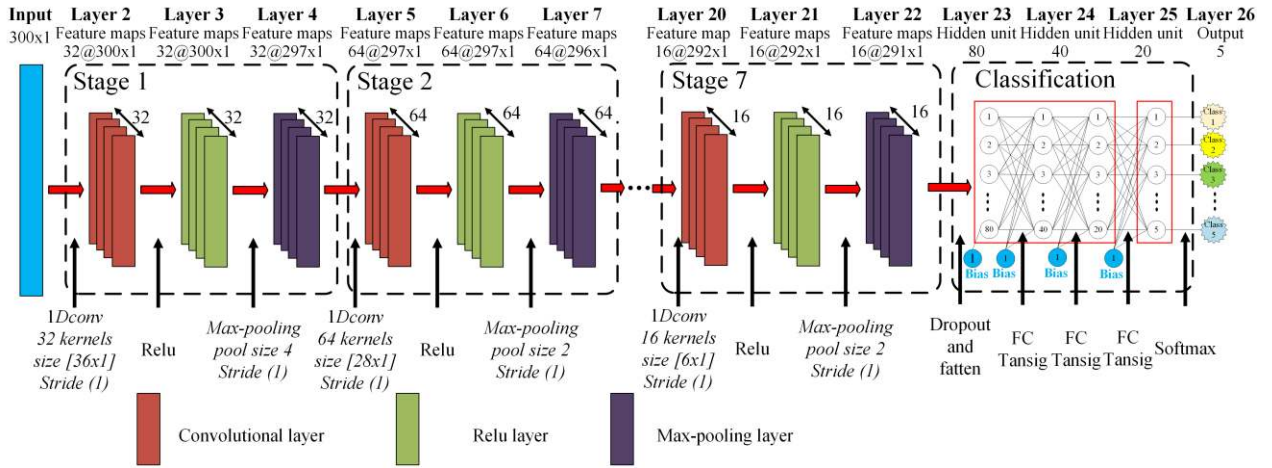 Input
300x1
Layer 2
Feature maps
32@300x1
Layer 3
Feature maps
32@300x1
Layer 4
Feature maps
32@297x1
Layer 5
Feature maps
64@297x1
Layer 6
Feature maps
64@297x1
Layer 7
Feature maps
64@296x1
Layer 20
Feature map
16@292x1
Layer 21
Feature maps
16@292x1
Layer 22
Feature maps
16@291x1
Layer 23
Hidden unit
80
Layer 24
Hidden unit
40
Layer 25
Hidden unit
20
Layer 26
Output
5
Stage 1
32
32
32
Stage 2
64
64
64
Stage 7
16
16
16
Classification
1
1
1
1
2
2
2
2
3
3
3
3
80
40
20
5
1
Bias
1
Bias
1
Bias
1
Bias
Class
1
Class
2
Class
3
Class
5
1Dconv
32 kernels
size [36x1]
Stride (1)
Relu
Max-pooling
pool size 4
Stride (1)
1Dconv
64 kernels
size [28x1]
Stride (1)
Relu
Max-pooling
pool size 2
Stride (1)
1Dconv
16 kernels
size [6x1]
Stride (1)
Relu
Max-pooling
pool size 2
Stride (1)
Dropout
and
fatten
FC
Tansig
FC
Tansig
FC
Tansig
Softmax
Convolutional layer
Relu layer
Max-pooling layer